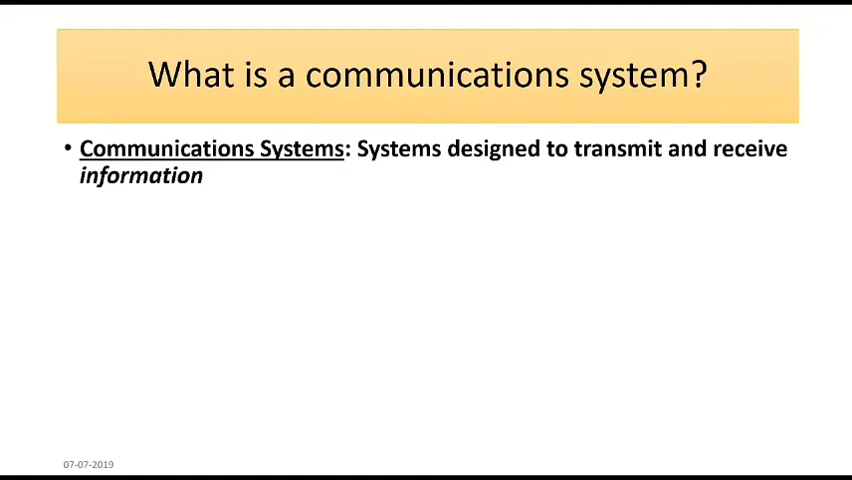 What is a communications system?
• Communications Systems: Systems designed to transmit and receive
information
07-07-2019